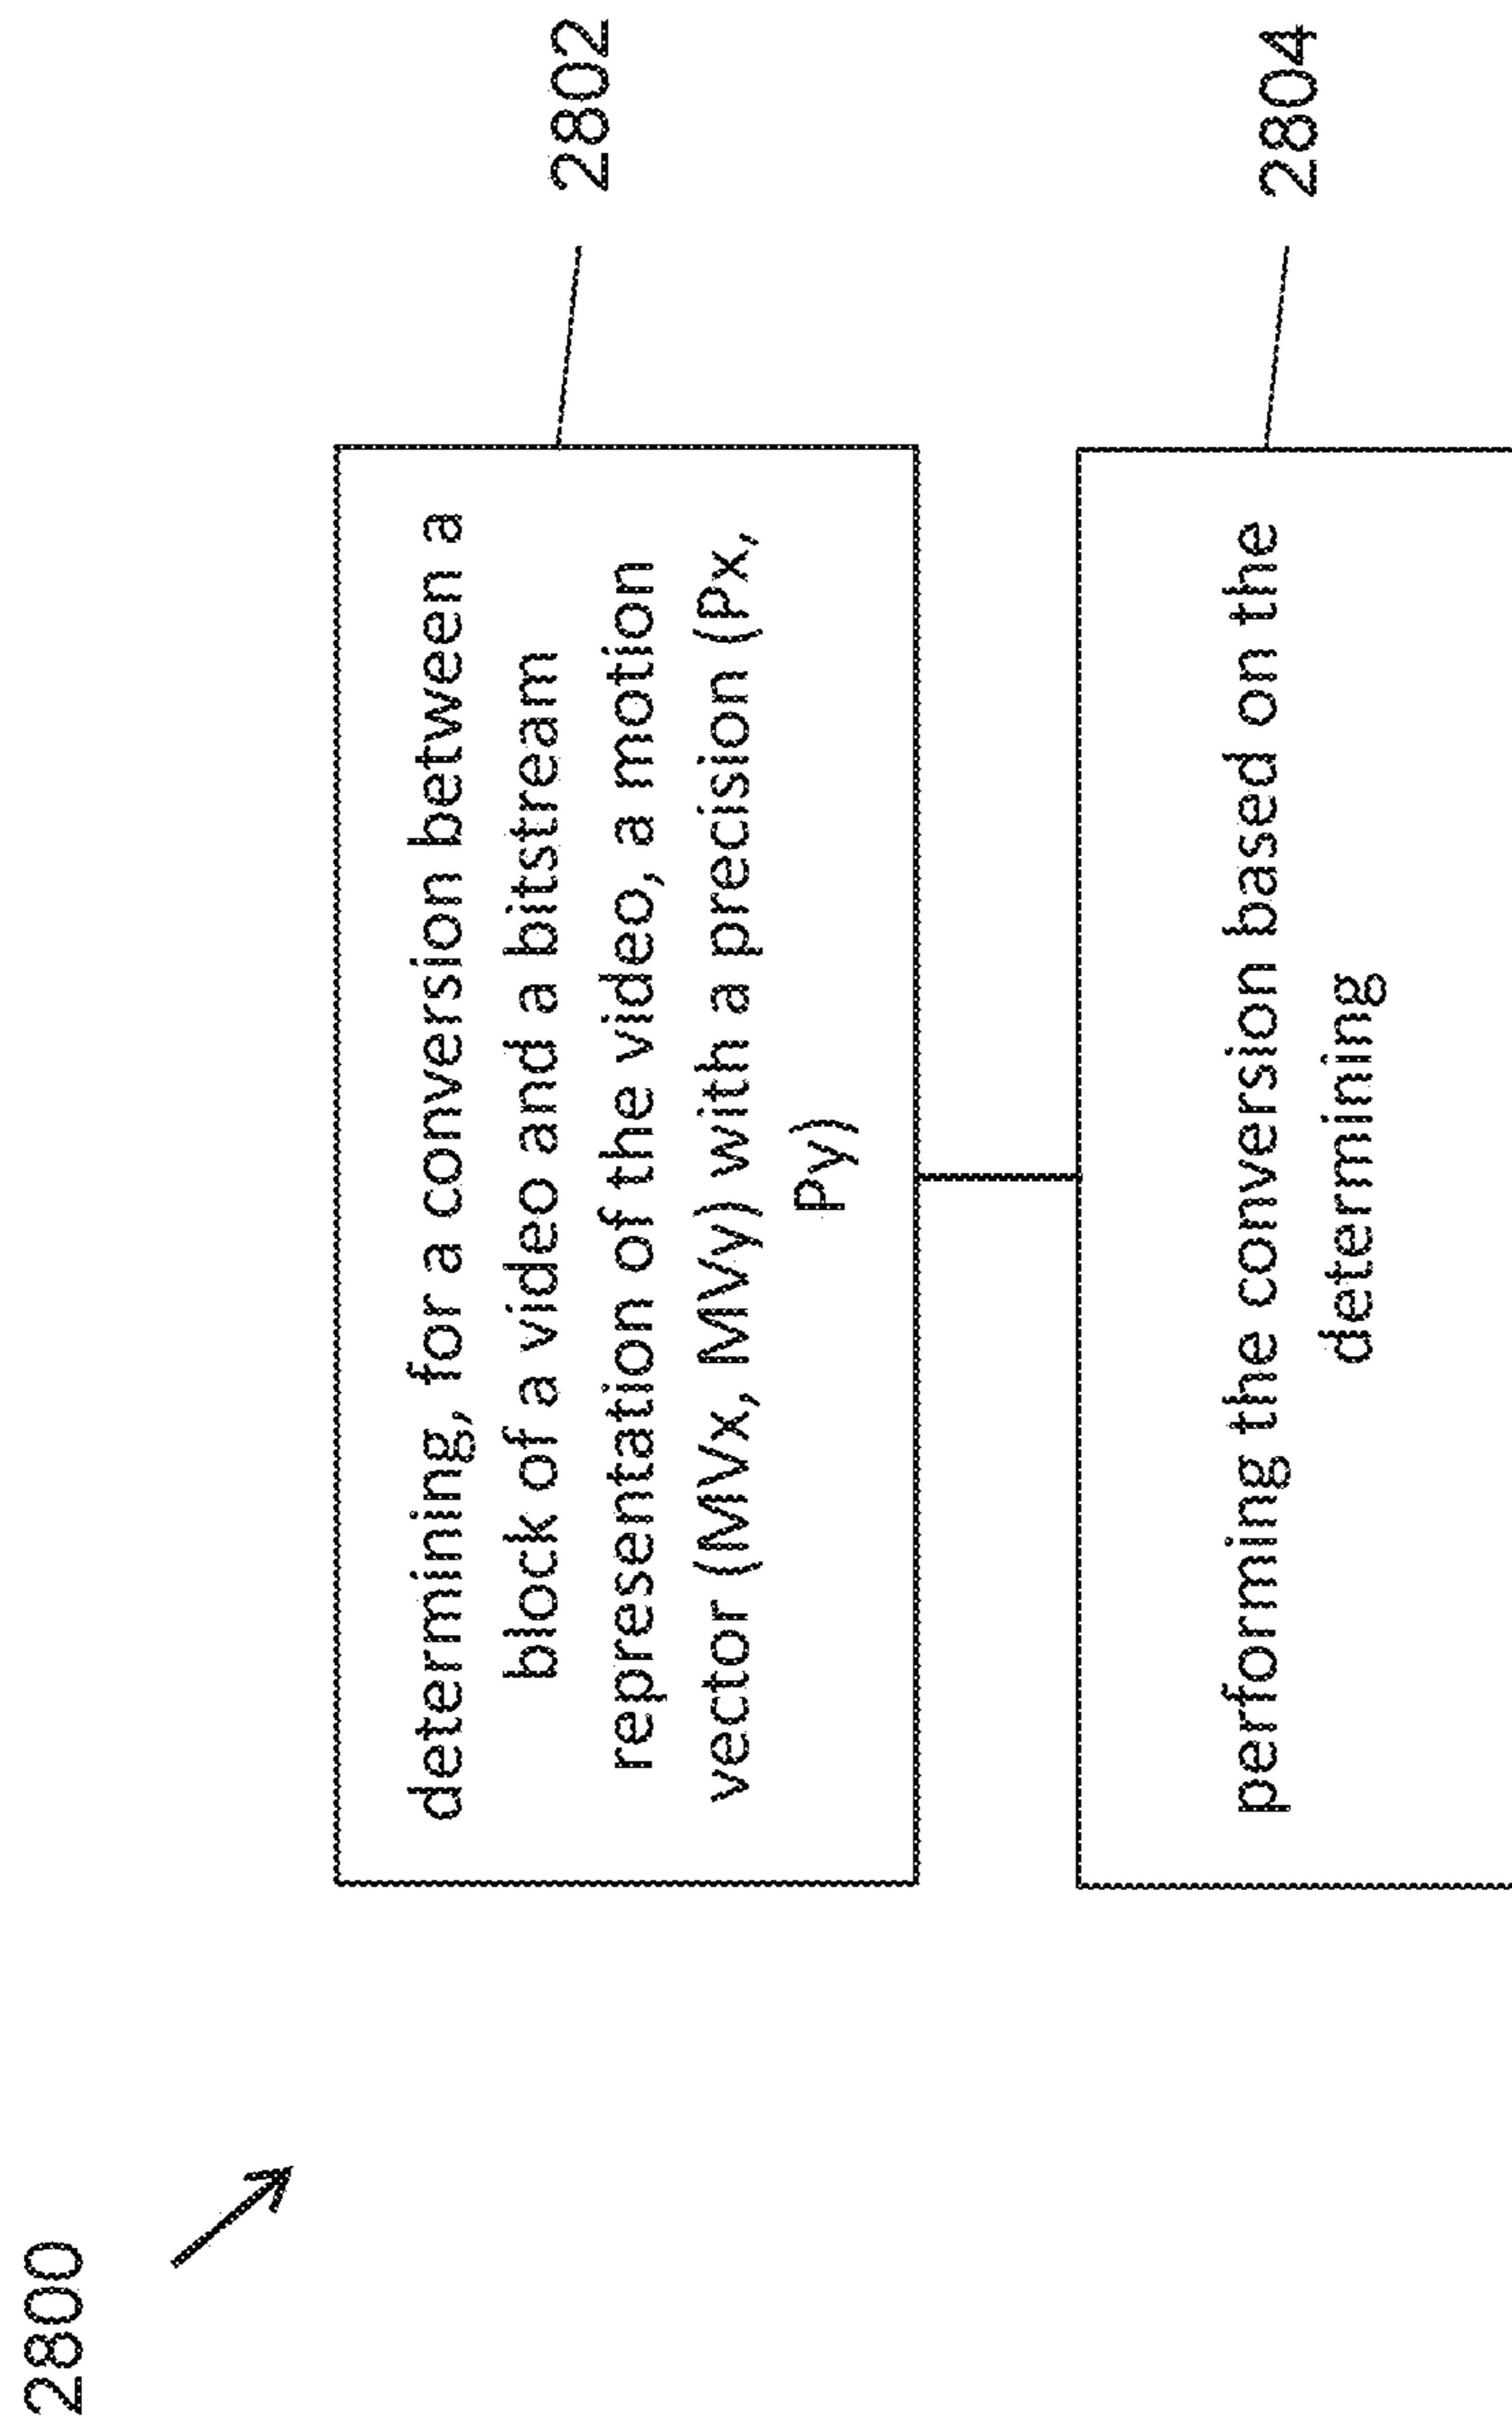 2800
determining, for a conversion between a
block of a video and a bitstream
representation of the video, a motion
vector (MVx, MVy) with a precision (Px,
Py)
2802
performing the conversion based on the
determining
2804